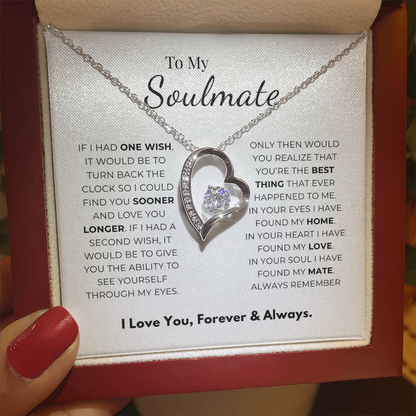 To My
Soulmate
IF I HAD ONE WISH,
IT WOULD BE TO
TURN BACK THE
CLOCK SO I COULD
FIND YOU SOONER
AND LOVE YOU
LONGER. IF I HAD A
SECOND WISH, IT
WOULD BE TO GIVE
YOU THE ABILITY TO
SEE YOURSELF
THROUGH MY EYES.
ONLY THEN WOULD
YOU REALIZE THAT
YOU'RE THE BEST
THING THAT EVER
HAPPENED TO ME.
IN YOUR EYES I HAVE
FOUND MY HOME.
IN YOUR HEART I HAVE
FOUND MY LOVE.
IN YOUR SOUL I HAVE
FOUND MY MATE.
ALWAYS REMEMBER
I Love You, Forever & Always.